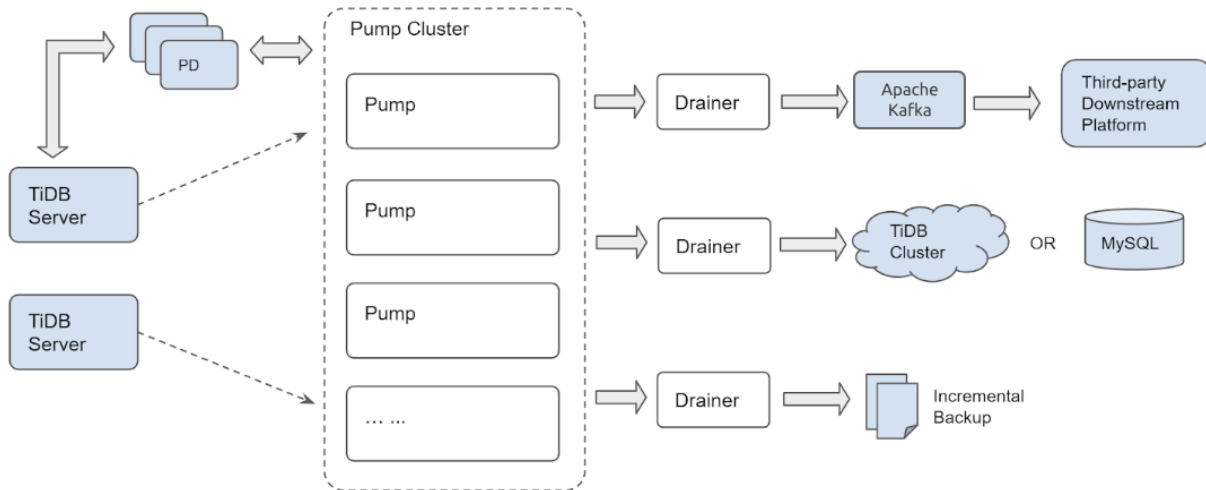 Pump Cluster
PD
Pump
Drainer
Apache
Kafka
Third-party
Downstream
Platform
TiDB
Server
Pump
Drainer
TiDB
Cluster
OR
MySQL
TiDB
Server
Pump
Drainer
Incremental
Backup
... ...